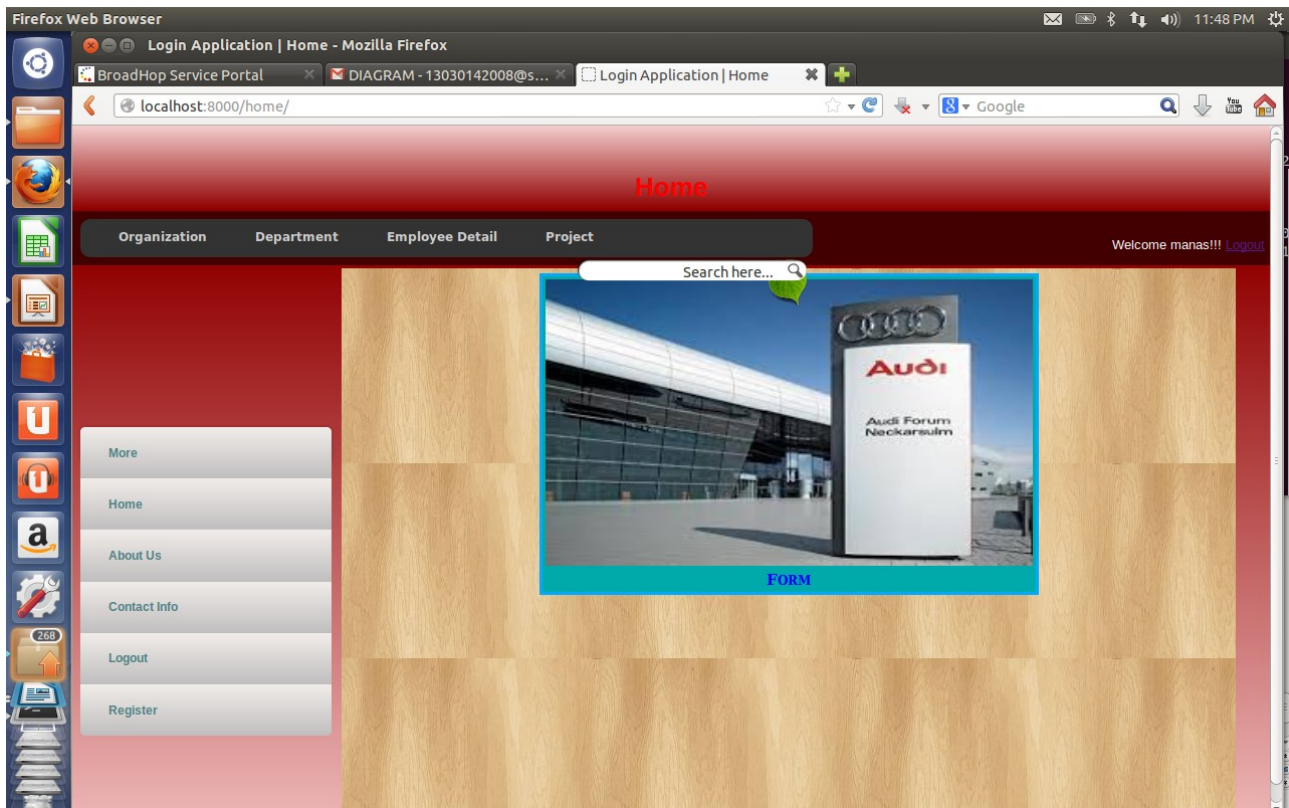 Firefox Web Browser
11:48 PM
Login Application | Home - Mozilla Firefox
BroadHop Service Portal
DIAGRAM - 13030142008@s...
Login Application | Home
localhost:8000/home/
Google
You
Tube
Home
Organization Department Employee Detail Project
Welcome manas!!! Logout
Search here...
Audi
Audi Forum
Neckarsulm
FORM
More
Home
About Us
Contact Info
Logout
Register
a
268